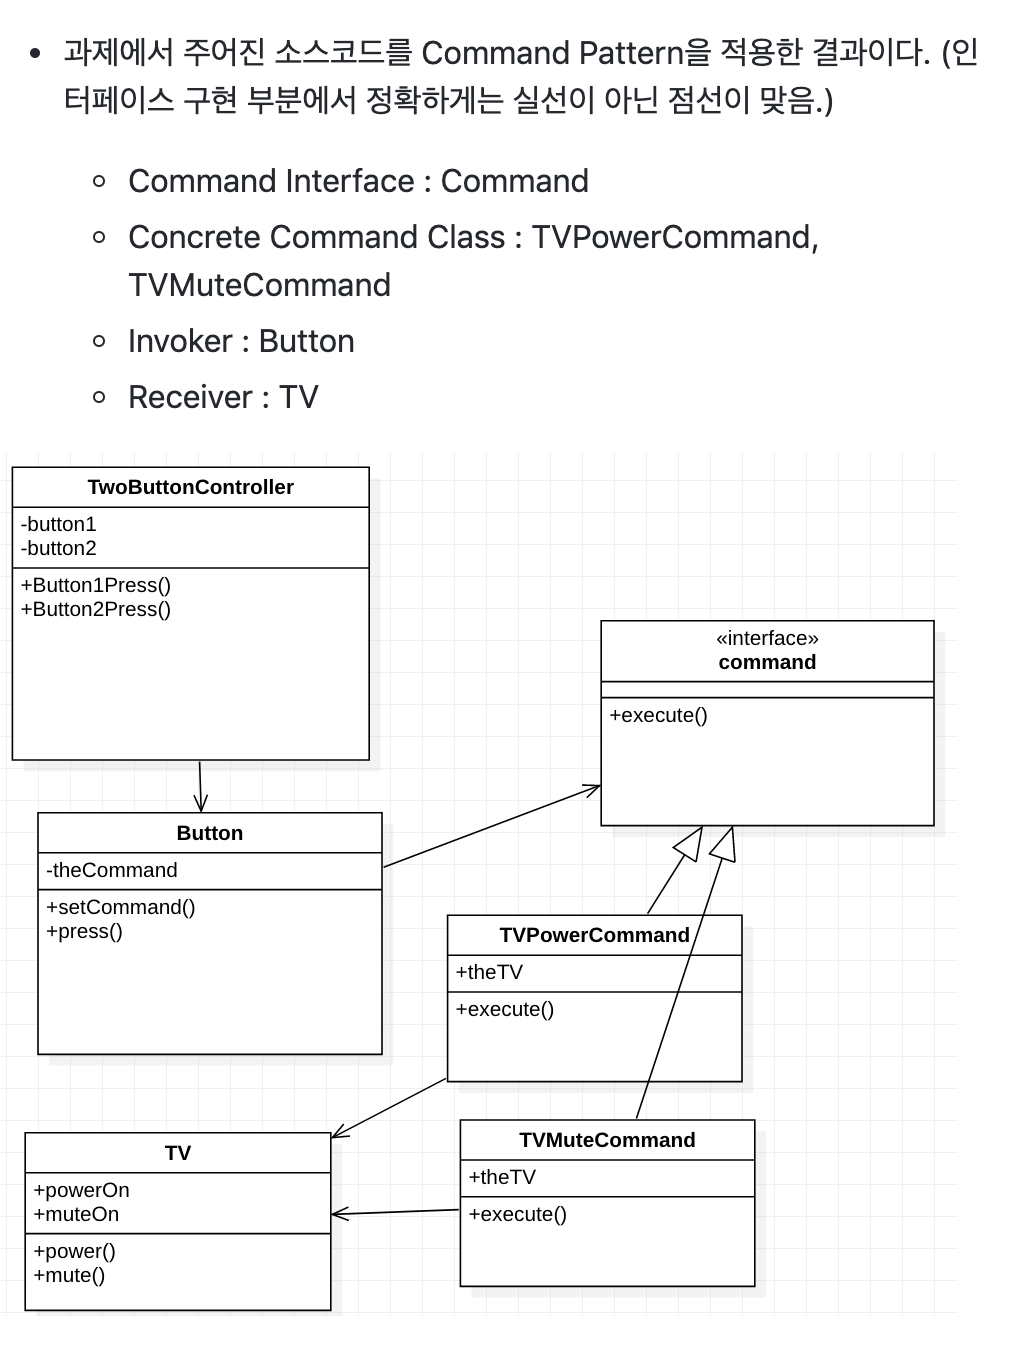 과제에서 주어진 소스코드를 Command Pattern을 적용한 결과이다. (인
터페이스 구현 부분에서 정확하게는 실선이 아닌 점선이 맞음.)
Command Interface : Command
Concrete Command Class : TVPowerCommand,
TVMuteCommand
Invoker : Button
Receiver : TV
TwoButtonController
-button1
-button2
+Button1Press()
+Button2Press()
«interface»
command
+execute()
Button
-theCommand
+setCommand()
+press()
TVPowerCommand
+theTV
+execute()
TV
+powerOn
+muteOn
+power()
+mute()
TVMuteCommand
+theTV
+execute()